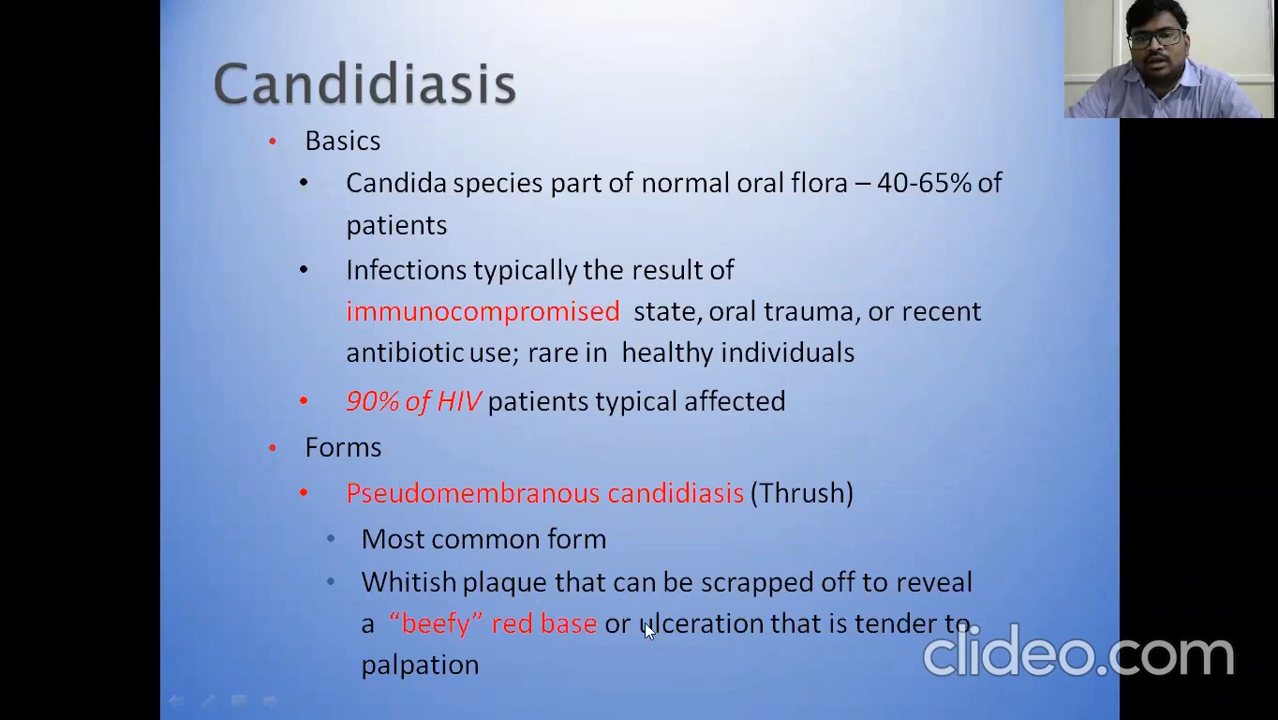 Candidiasis
• Basics
• Candida species part of normal oral flora – 40-65% of
patients
• Infections typically the result of
immunocompromised state, oral trauma, or recent
antibiotic use; rare in healthy individuals
• 90% of HIV patients typical affected
• Forms
• Pseudomembranous candidiasis (Thrush)
• Most common form
• Whitish plaque that can be scrapped off to reveal
a “beefy” red base or ulceration that is tender to
palpation
clideo.com